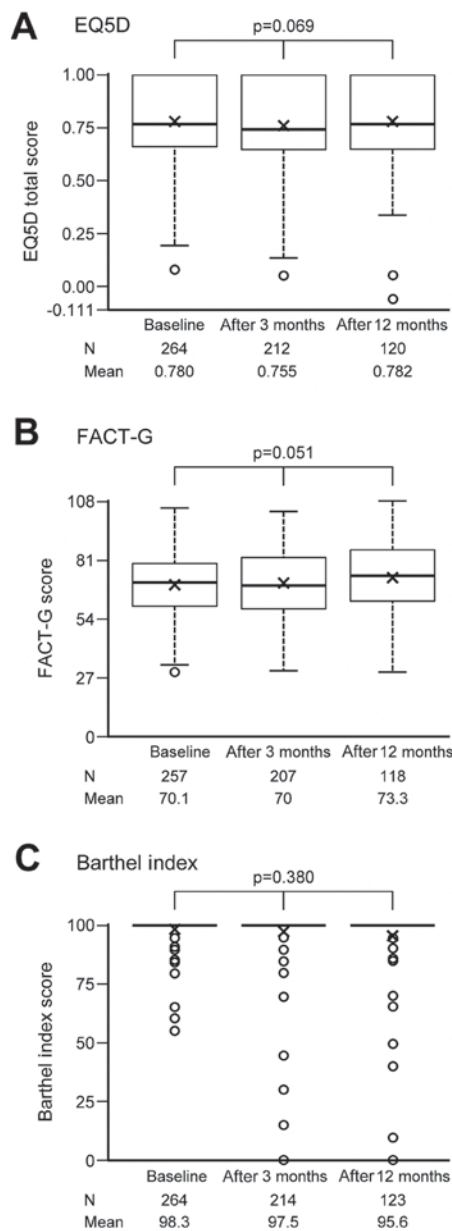 A EQ5D
p=0.069
1.00
0.75
0.50
0.25
0.00
-0.111
EQ5D total score
Baseline After 3 months After 12 months
N 264 212 120
Mean 0.780 0.755 0.782
B FACT-G
p=0.051
108
81
54
27
0
FACT-G score
Baseline After 3 months After 12 months
N 257 207 118
Mean 70.1 70 73.3
C Barthel index
p=0.380
100
75
50
25
0
Barthel index score
Baseline After 3 months After 12 months
N 264 214 123
Mean 98.3 97.5 95.6